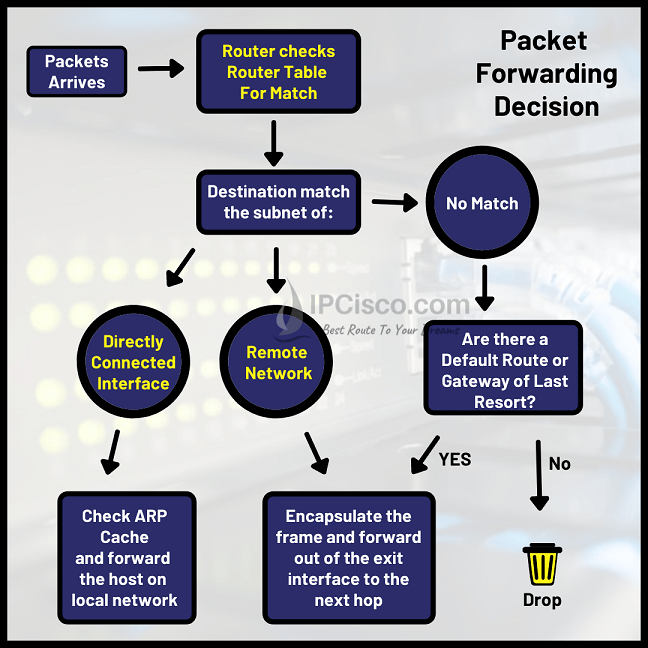 Packet
Forwarding
Decision
Packets
Arrives
Router checks
Router Table
For Match
Destination match
the subnet of:
No Match
IPCisco.com
Best Route To Your Dreams
Directly
Connected
Interface
Remote
Network
Are there a
Default Route or
Gateway of Last
Resort?
YES
No
Check ARP
Cache
and forward
the host on
local network
Encapsulate the
frame and forward
out of the exit
interface to the
next hop
Drop